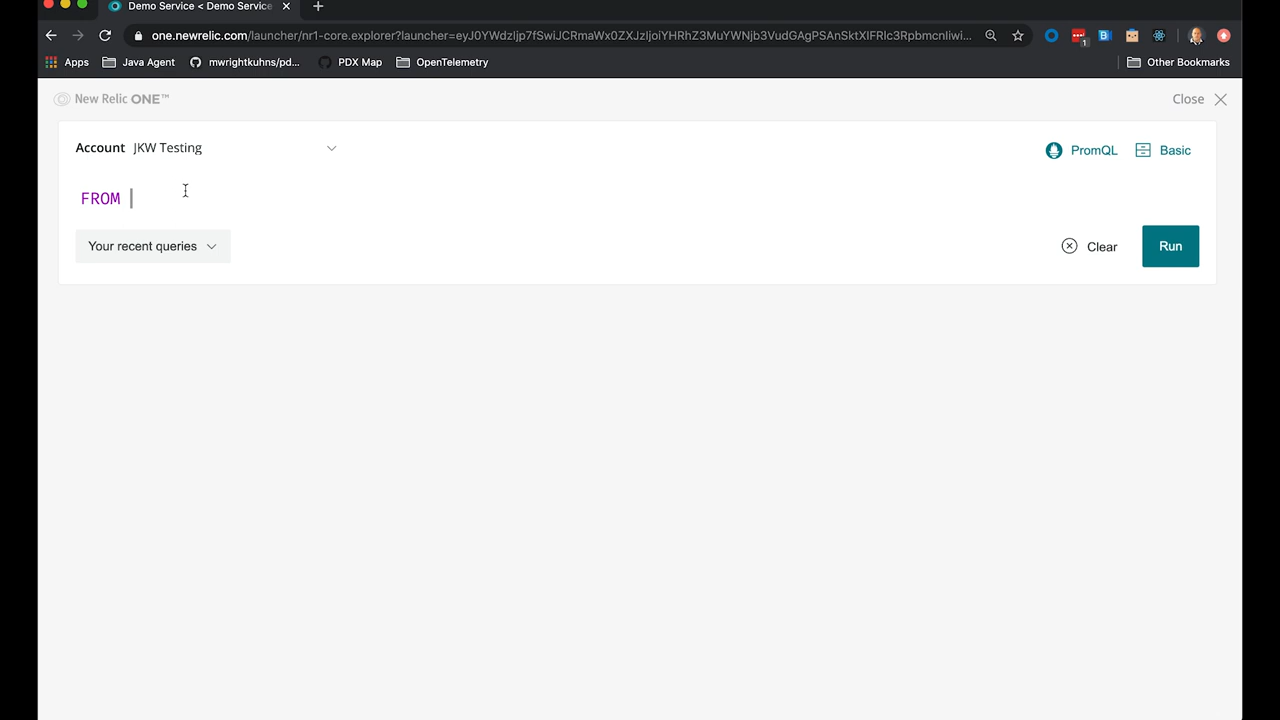 Demo Service < Demo Service
one.newrelic.com/launcher/nr1-core.explorer?launcher=
Apps Java Agent mwrightkuhns/pd... PDX Map OpenTelemetry Other Bookmarks
New Relic ONE™ Close
Account JKW Testing PromQL Basic
FROM
Your recent queries Clear Run